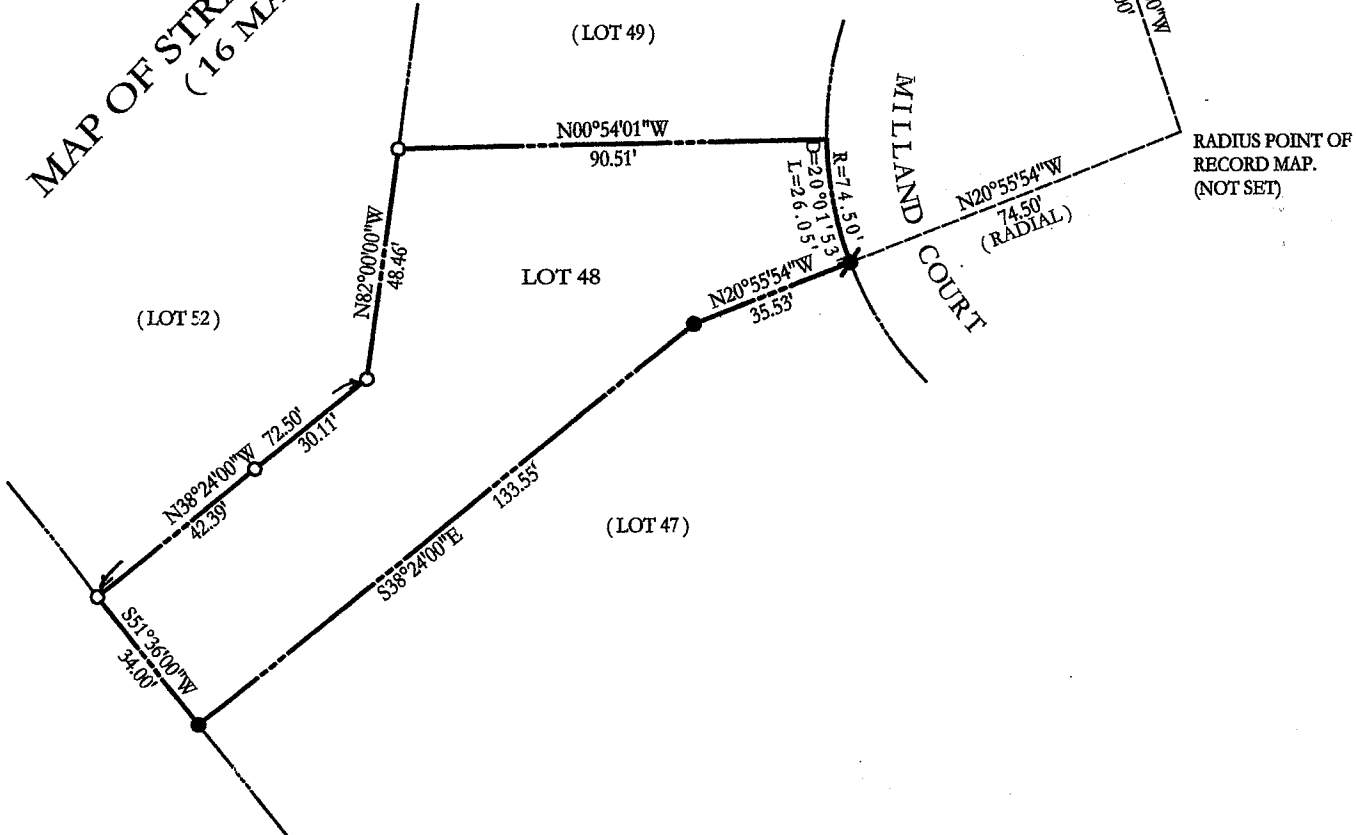 MAP OF STR
(16 MA
(LOT 49)
N00°54'01"W
90.51'
R=74.50'
D=20°01'53
L=26.05'
MILLAND COURT
N20°55'54"W
74.50'
(RADIAL)
RADIUS POINT OF
RECORD MAP.
(NOT SET)
N82°00'00"W
48.46'
LOT 48
N20°55'54"W
35.53'
(LOT 52)
72.50'
30.11'
N38°24'00"W
42.39'
133.55'
S38°24'00"E
(LOT 47)
S51°36'00"W
34.00'